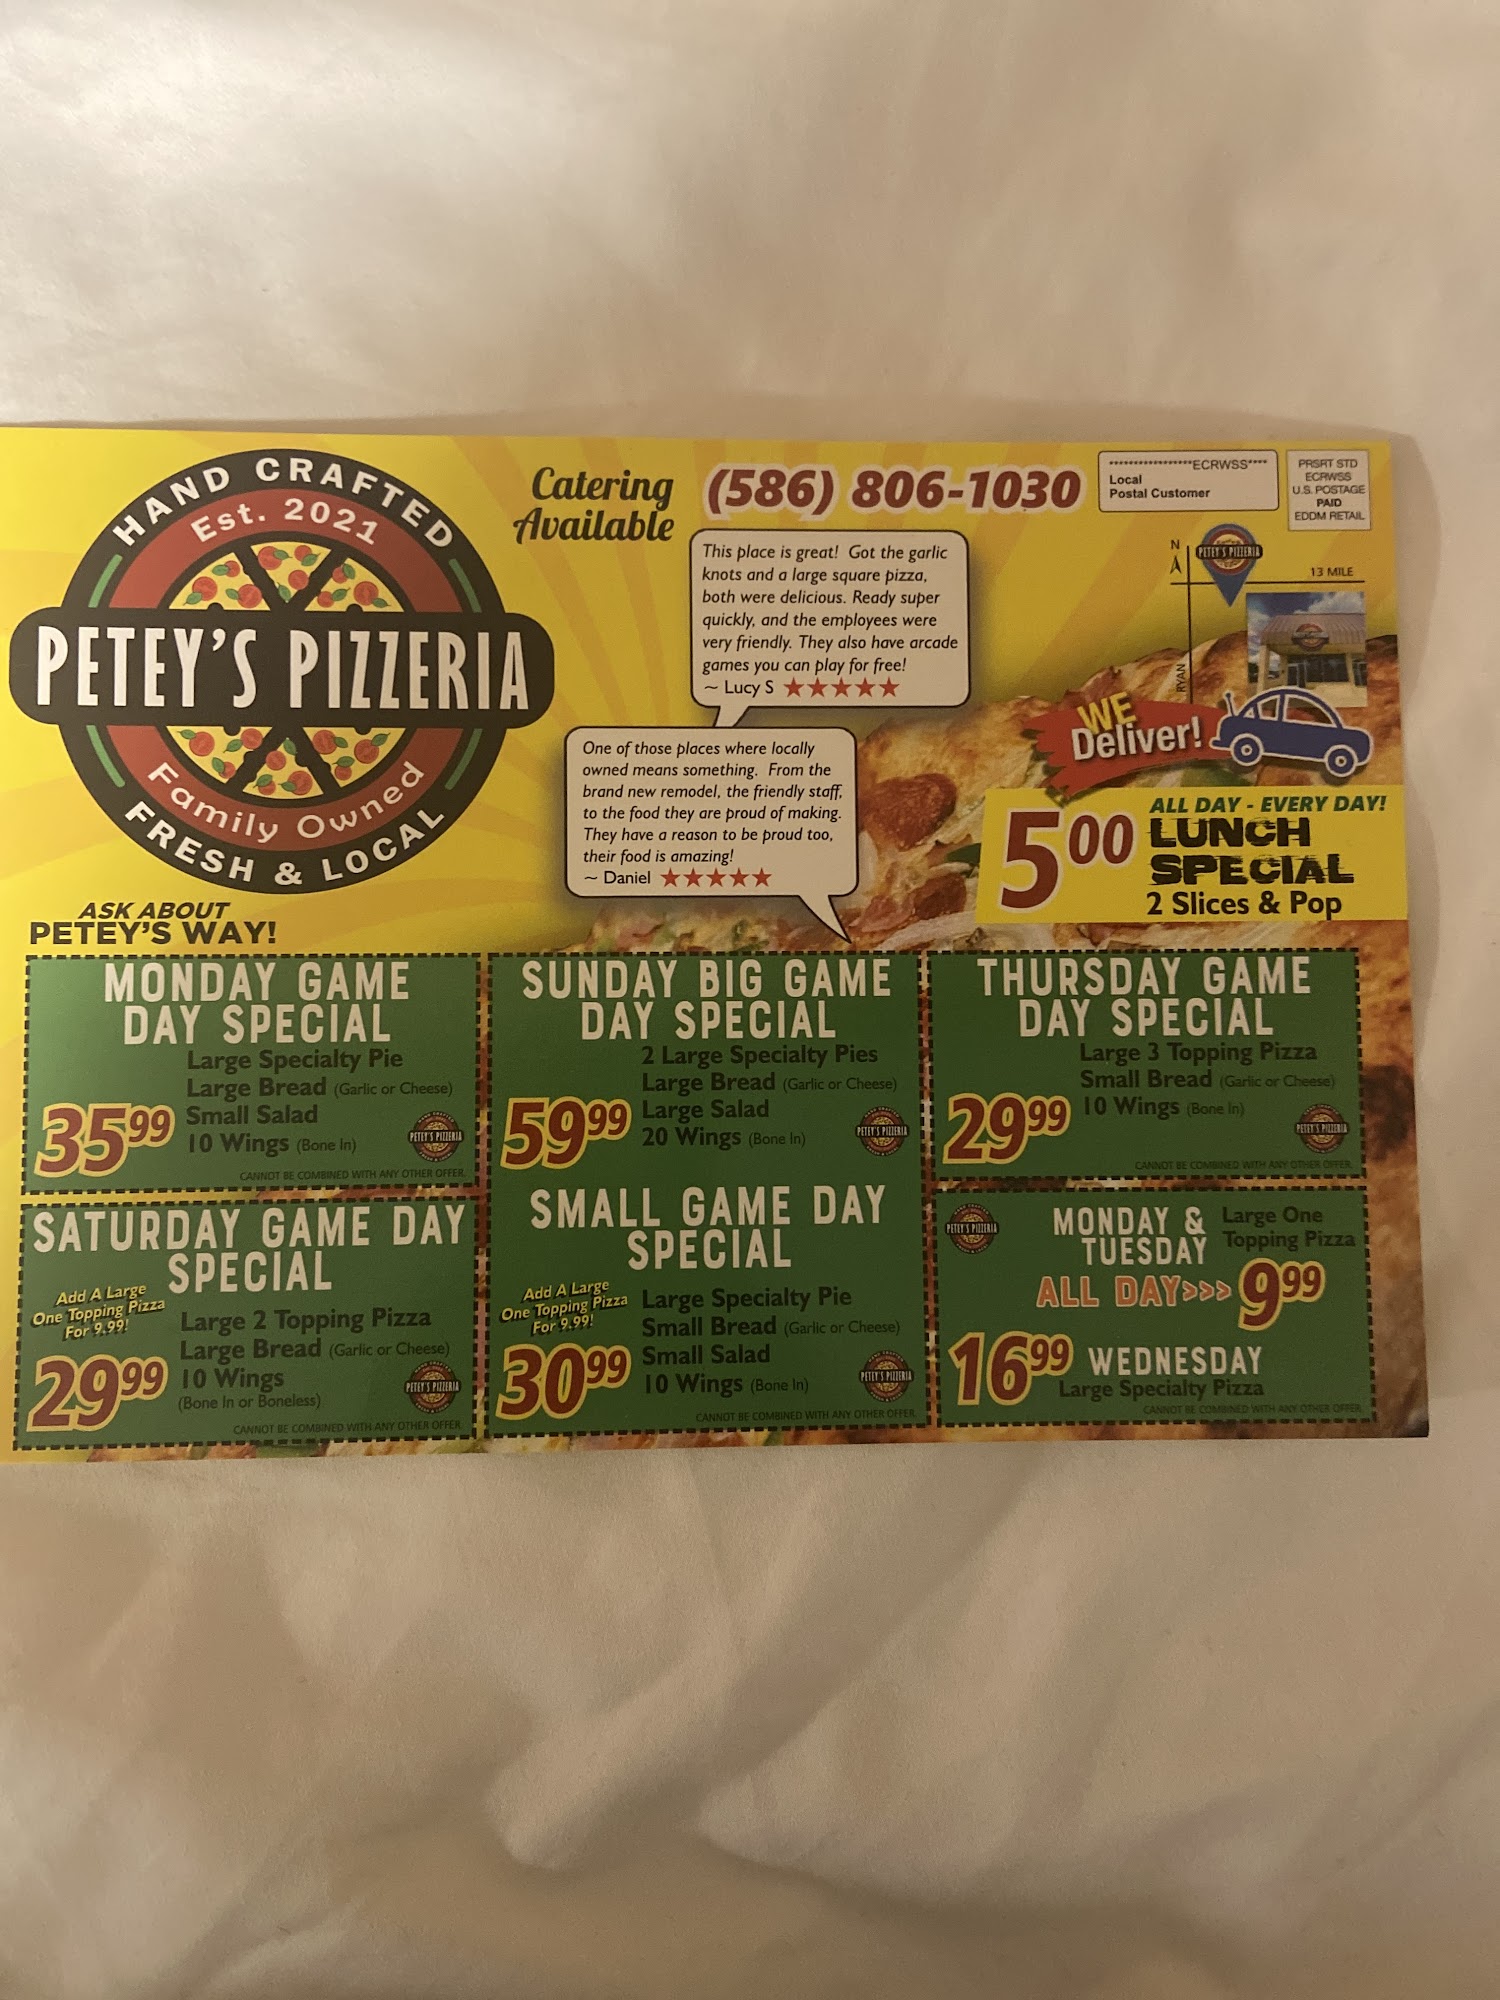 HAND CRAFTED
Est. 2021
PETEY'S PIZZERIA
Family Owned
FRESH & LOCAL
Catering
Available
(586) 806-1030
*****************ECRWSS****
Local
Postal Customer
PRSRT STD
ECRWSS
U.S. POSTAGE
PAID
EDDM RETAIL
This place is great! Got the garlic
knots and a large square pizza,
both were delicious. Ready super
quickly, and the employees were
very friendly. They also have arcade
games you can play for free!
~ Lucy S ★★★★★
N
PETEY'S PIZZERIA
13 MILE
RYAN
One of those places where locally
owned means something. From the
brand new remodel, the friendly staff,
to the food they are proud of making.
They have a reason to be proud too,
their food is amazing!
~ Daniel ★★★★★
WE
Deliver!
5.00
ALL DAY - EVERY DAY!
LUNCH
SPECIAL
2 Slices & Pop
ASK ABOUT
PETEY'S WAY!
MONDAY GAME
DAY SPECIAL
Large Specialty Pie
Large Bread (Garlic or Cheese)
Small Salad
10 Wings (Bone In)
35.99
PETEY'S PIZZERIA
CANNOT BE COMBINED WITH ANY OTHER OFFER.
SUNDAY BIG GAME
DAY SPECIAL
2 Large Specialty Pies
Large Bread (Garlic or Cheese)
Large Salad
20 Wings (Bone In)
59.99
PETEY'S PIZZERIA
THURSDAY GAME
DAY SPECIAL
Large 3 Topping Pizza
Small Bread (Garlic or Cheese)
10 Wings (Bone In)
29.99
PETEY'S PIZZERIA
CANNOT BE COMBINED WITH ANY OTHER OFFER.
SATURDAY GAME DAY
SPECIAL
Add A Large
One Topping Pizza
For 9.99!
Large 2 Topping Pizza
Large Bread (Garlic or Cheese)
10 Wings
(Bone In or Boneless)
29.99
PETEY'S PIZZERIA
CANNOT BE COMBINED WITH ANY OTHER OFFER.
SMALL GAME DAY
SPECIAL
Add A Large
One Topping Pizza
For 9.99!
Large Specialty Pie
Small Bread (Garlic or Cheese)
Small Salad
10 Wings (Bone In)
30.99
PETEY'S PIZZERIA
CANNOT BE COMBINED WITH ANY OTHER OFFER.
PETEY'S PIZZERIA
MONDAY &
TUESDAY
Large One
Topping Pizza
ALL DAY>>>
9.99
16.99
WEDNESDAY
Large Specialty Pizza
CANNOT BE COMBINED WITH ANY OTHER OFFER.